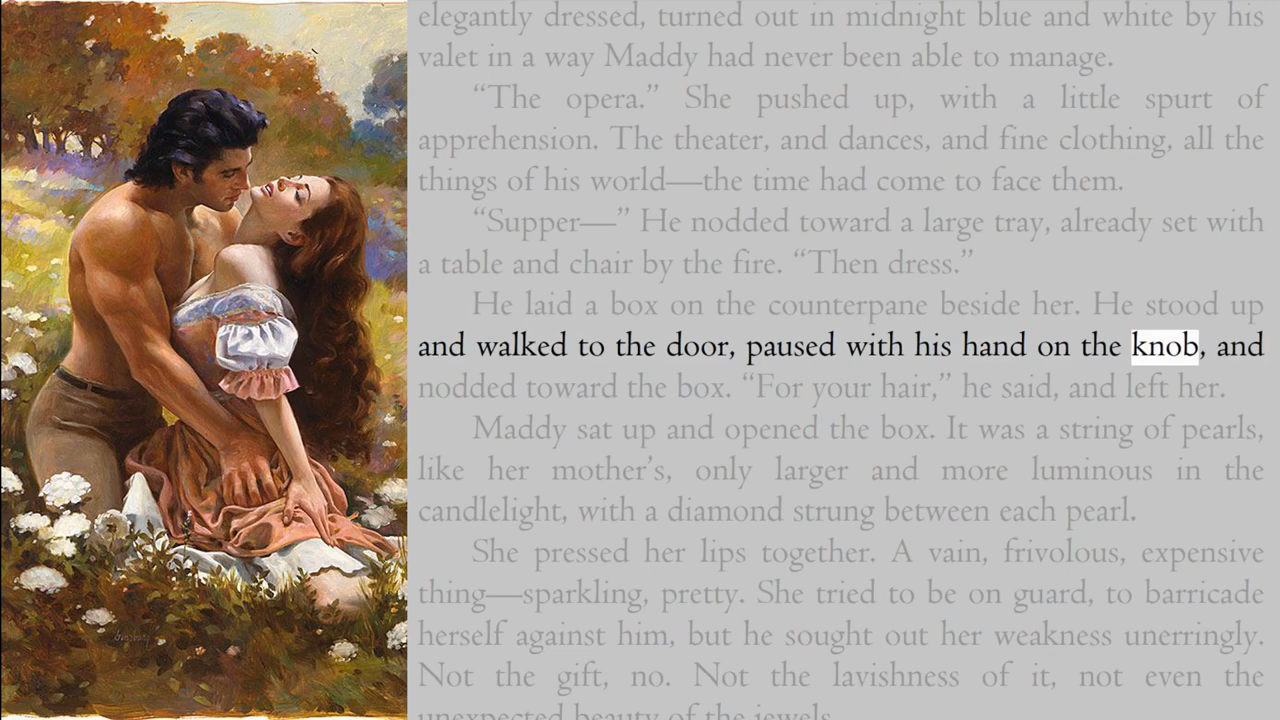 elegantly dressed, turned out in midnight blue and white by his
valet in a way Maddy had never been able to manage.
“The opera.” She pushed up, with a little spurt of
apprehension. The theater, and dances, and fine clothing, all the
things of his world—the time had come to face them.
“Supper—” He nodded toward a large tray, already set with
a table and chair by the fire. “Then dress.”
He laid a box on the counterpane beside her. He stood up
and walked to the door, paused with his hand on the knob, and
nodded toward the box. “For your hair,” he said, and left her.
Maddy sat up and opened the box. It was a string of pearls,
like her mother’s, only larger and more luminous in the
candlelight, with a diamond strung between each pearl.
She pressed her lips together. A vain, frivolous, expensive
thing—sparkling, pretty. She tried to be on guard, to barricade
herself against him, but he sought out her weakness unerringly.
Not the gift, no. Not the lavishness of it, not even the
unexpected beauty of the jewels.